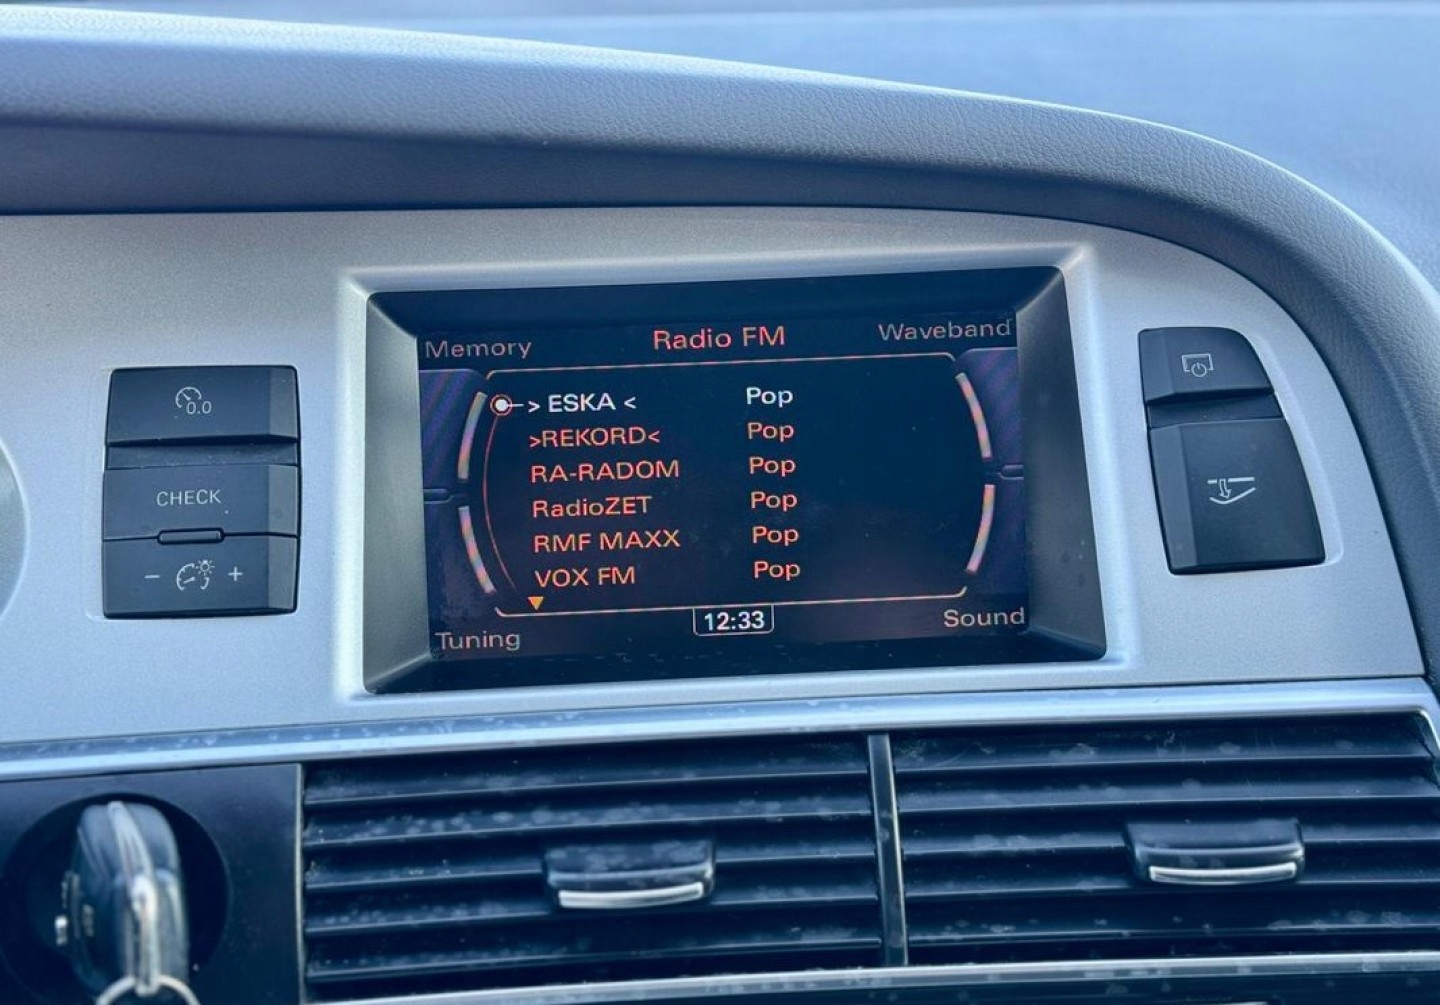 Memory Radio FM Waveband
0.0
> ESKA < Pop
>REKORD< Pop
RA-RADOM Pop
RadioZET Pop
CHECK
RMF MAXX Pop
VOX FM Pop
- +
12:33
Tuning Sound